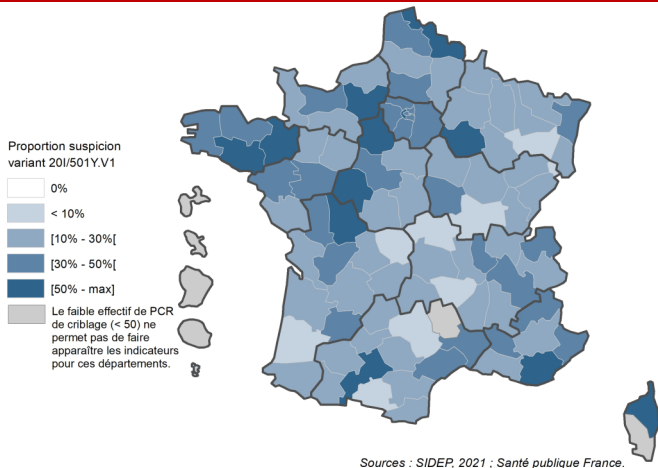 Proportion suspicion
variant 20I/501Y.V1
0%
< 10%
[10% - 30%[
[30% - 50%[
[50% - max]
Le faible effectif de PCR
de criblage (< 50) ne
permet pas de faire
apparaître les indicateurs
pour ces départements.
Sources : SIDEP, 2021 ; Santé publique France.